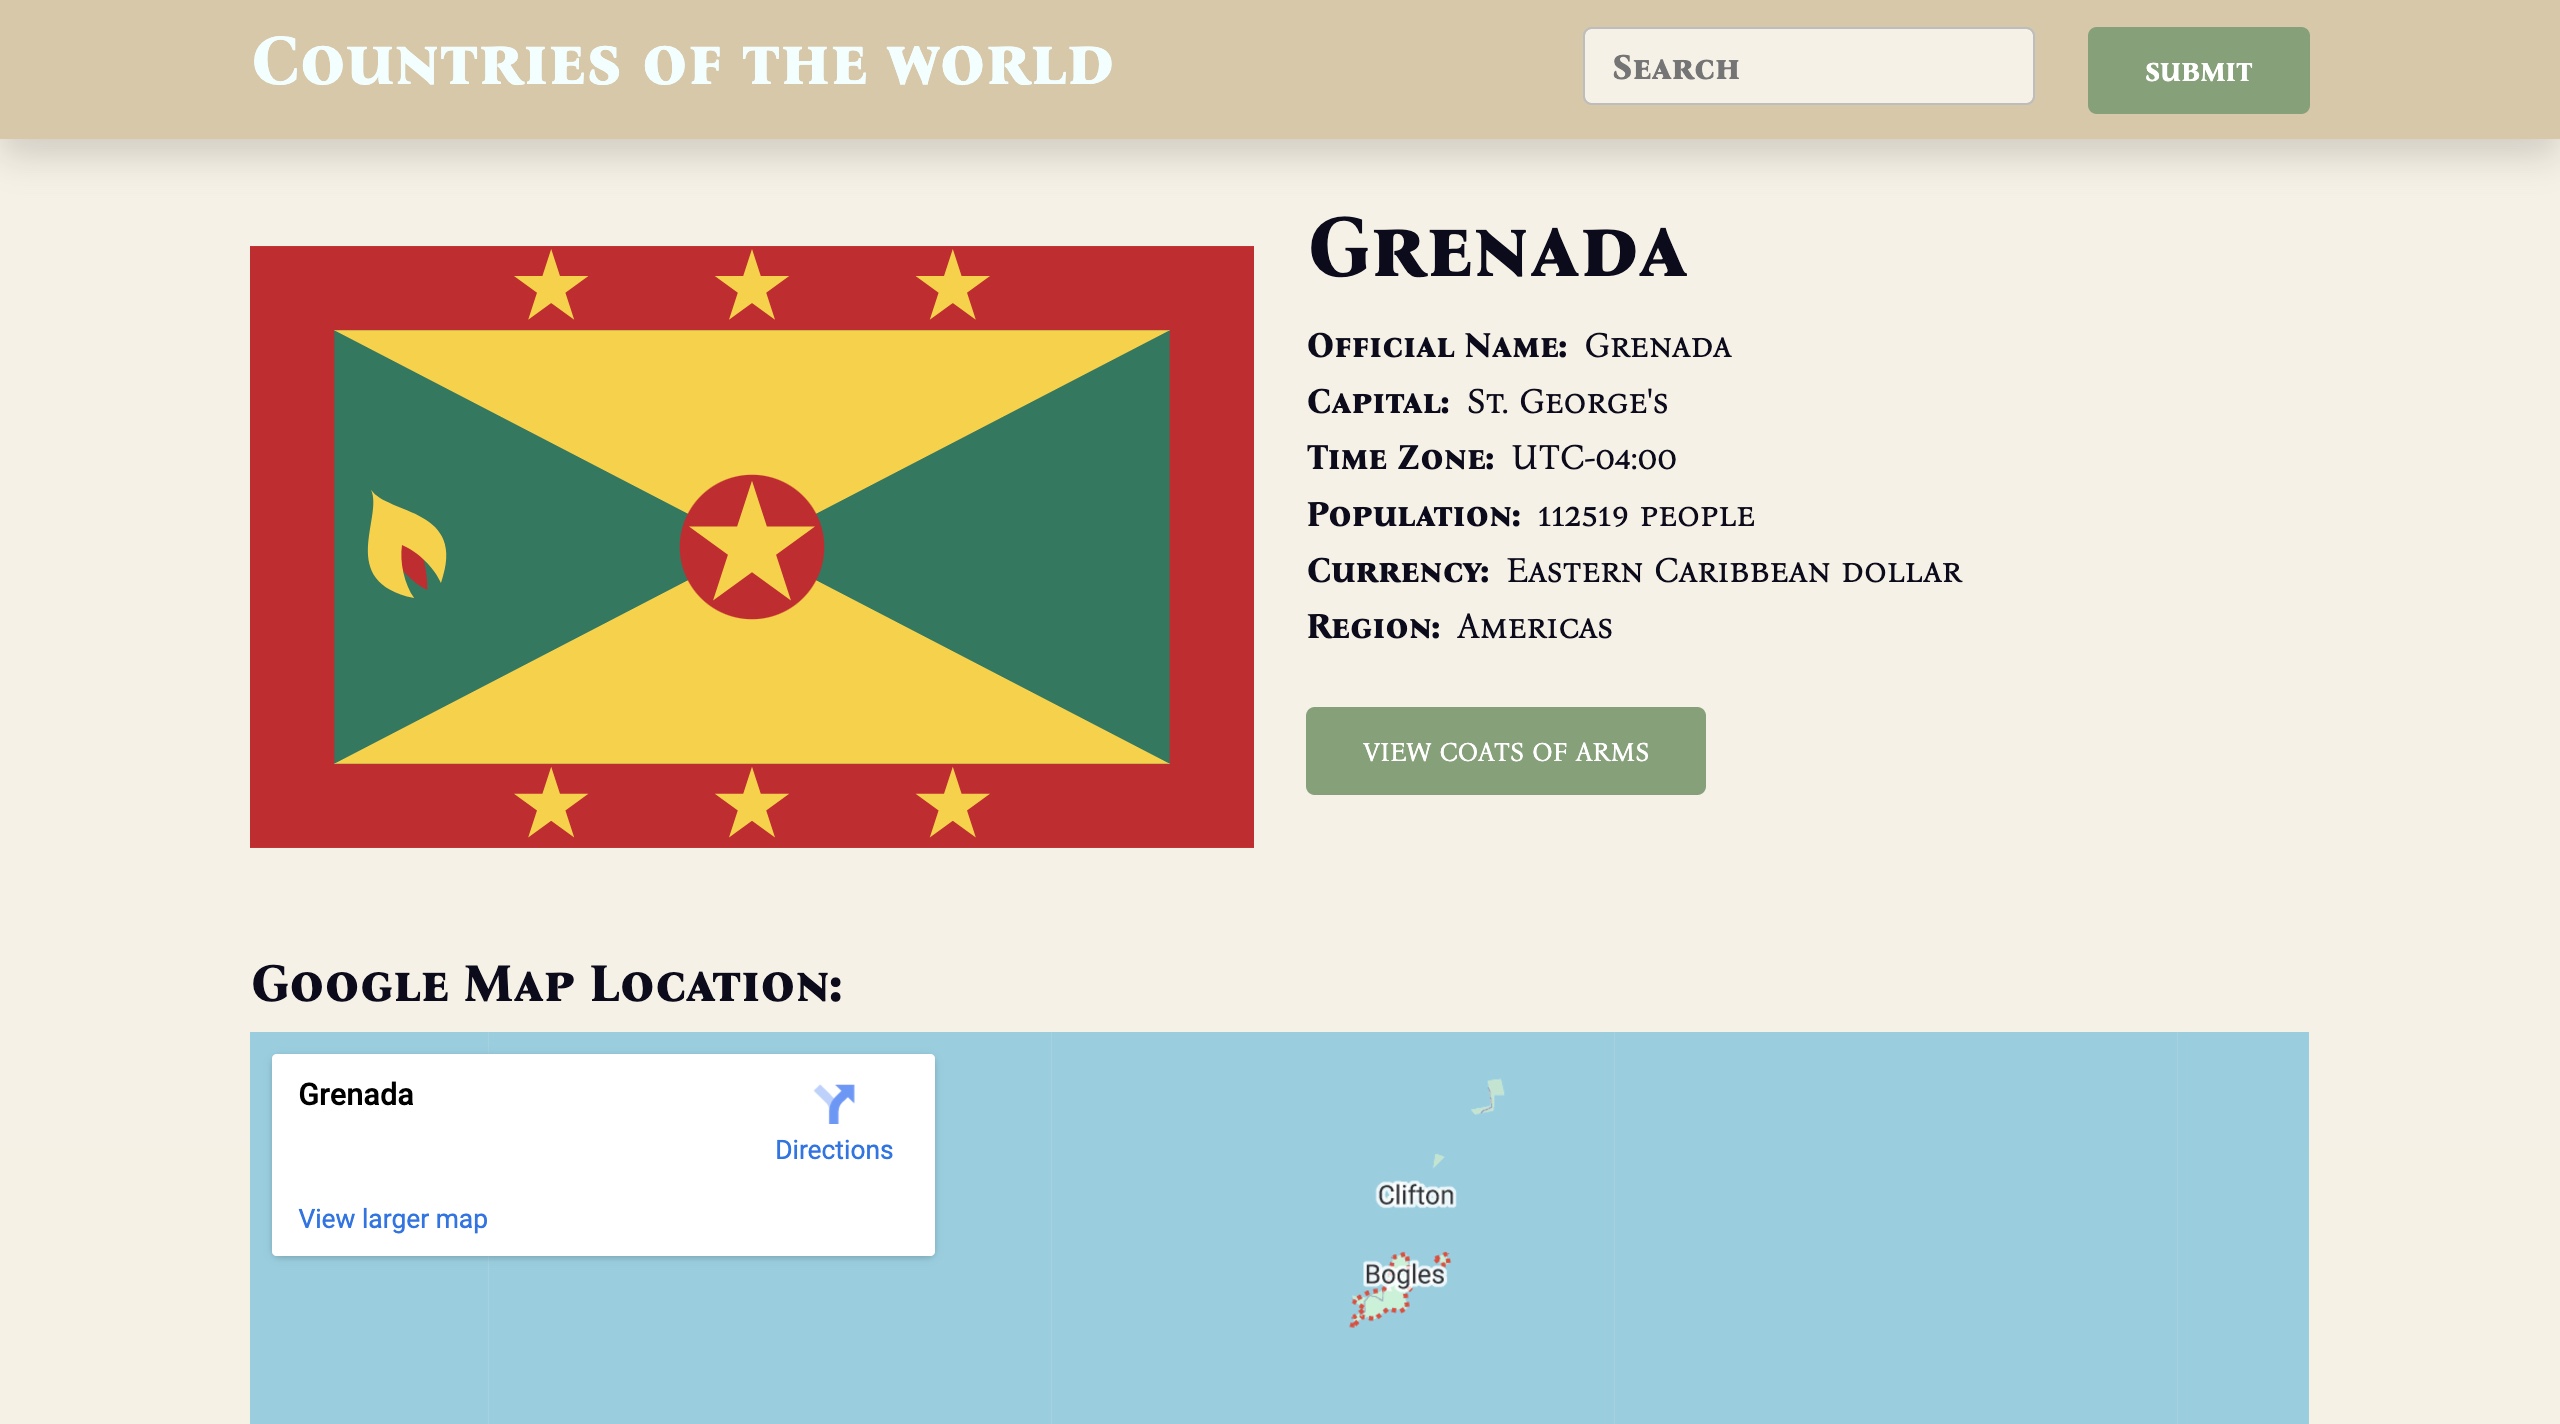 Countries of the world
Search
SUBMIT
Grenada
Official Name: Grenada
Capital: St. George's
Time Zone: UTC-04:00
Population: 112519 people
Currency: Eastern Caribbean dollar
Region: Americas
VIEW COATS OF ARMS
Google Map Location:
Grenada
Directions
View larger map
Clifton
Bogles